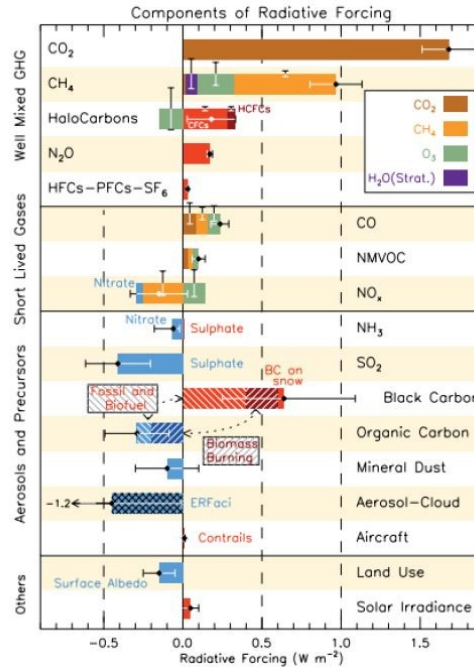 Components of Radiative Forcing
Well Mixed GHG
CO₂
CH₄
HaloCarbons
HCFCs
CFCs
N₂O
HFCs–PFCs–SF₆
CO₂
CH₄
O₃
H₂O(Strat.)
Short Lived Gases
CO
NMVOC
Nitrate
NOₓ
Aerosols and Precursors
Nitrate
Sulphate
NH₃
Sulphate
SO₂
BC on
snow
Black Carbon
Fossil and
Biofuel
Organic Carbon
Biomass
Burning
Mineral Dust
−1.2
ERFaci
Aerosol–Cloud
Contrails
Aircraft
Others
Surface Albedo
Land Use
Solar Irradiance
−0.5 0.0 0.5 1.0 1.5
Radiative Forcing (W m⁻²)